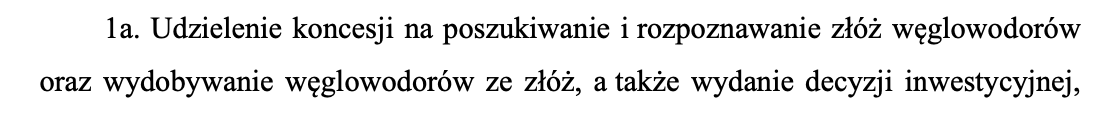 1a. Udzielenie koncesji na poszukiwanie i rozpoznawanie złóż węglowodorów
oraz wydobywanie węglowodorów ze złóż, a także wydanie decyzji inwestycyjnej,